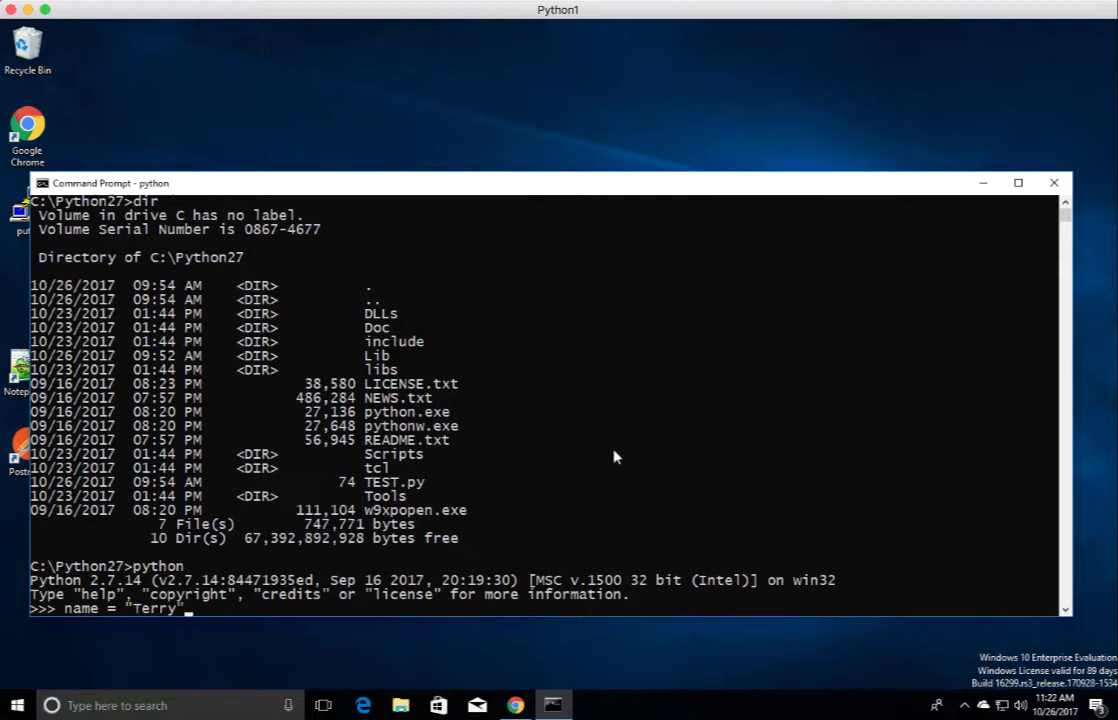 Python1
Recycle Bin
Google
Chrome
Command Prompt - python
C:\Python27>dir
Volume in drive C has no label.
Volume Serial Number is 0867-4677
Directory of C:\Python27
10/26/2017 09:54 AM <DIR> .
10/26/2017 09:54 AM <DIR> ..
10/23/2017 01:44 PM <DIR> DLLs
10/23/2017 01:44 PM <DIR> Doc
10/23/2017 01:44 PM <DIR> include
10/26/2017 09:52 AM <DIR> Lib
10/23/2017 01:44 PM <DIR> libs
09/16/2017 08:23 PM 38,580 LICENSE.txt
09/16/2017 07:57 PM 486,284 NEWS.txt
09/16/2017 08:20 PM 27,136 python.exe
09/16/2017 08:20 PM 27,648 pythonw.exe
09/16/2017 07:57 PM 56,945 README.txt
10/23/2017 01:44 PM <DIR> Scripts
10/23/2017 01:44 PM <DIR> tcl
10/26/2017 09:54 AM 74 TEST.py
10/23/2017 01:44 PM <DIR> Tools
09/16/2017 08:20 PM 111,104 w9xpopen.exe
7 File(s) 747,771 bytes
10 Dir(s) 67,392,892,928 bytes free
C:\Python27>python
Python 2.7.14 (v2.7.14:84471935ed, Sep 16 2017, 20:19:30) [MSC v.1500 32 bit (Intel)] on win32
Type "help", "copyright", "credits" or "license" for more information.
>>> name = "Terry"
pu
Notep
Post
Windows 10 Enterprise Evaluation
Windows License valid for 89 days
Build 16299.rs3_release.170928-1534
Type here to search
11:22 AM
10/26/2017
3